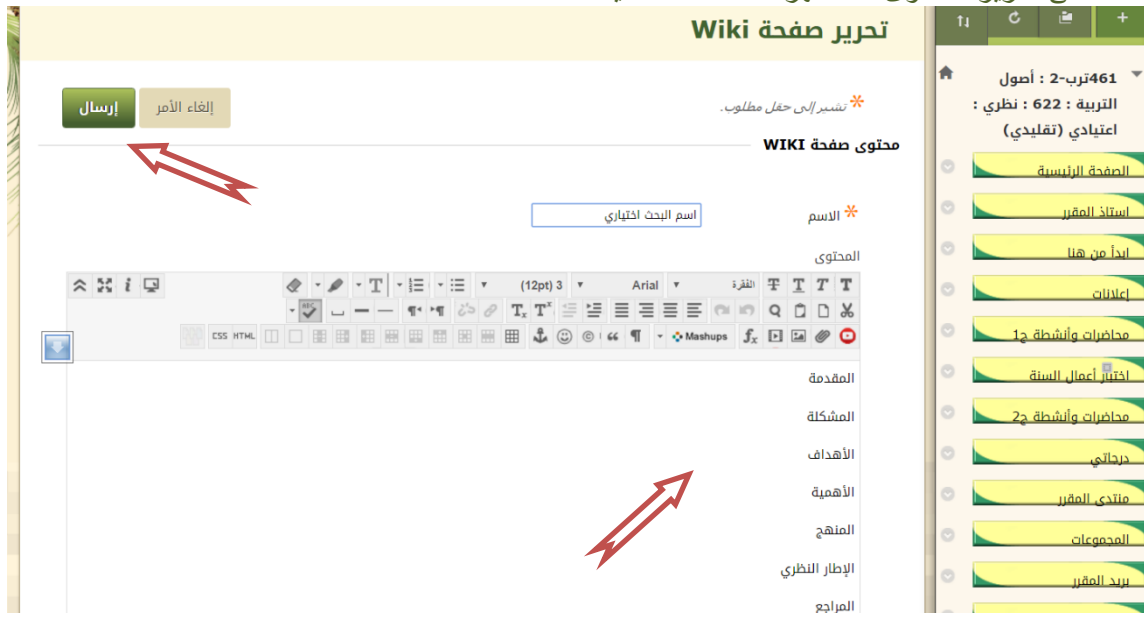 تحرير صفحة Wiki
461ترب-2 : أصول
التربية : 622 : نظري :
اعتيادي (تقليدي)
الصفحة الرئيسية
استاذ المقرر
ابدأ من هنا
إعلانات
محاضرات وأنشطة ج1
اختبار أعمال السنة
محاضرات وأنشطة ج2
درجاتي
منتدى المقرر
المجموعات
بريد المقرر
تشير إلى حقل مطلوب.
إلغاء الأمر
إرسال
محتوى صفحة WIKI
الاسم
اسم البحث اختياري
المحتوى
T T T T الفقرة Arial 3 (12pt)
Mashups
HTML CSS
المقدمة
المشكلة
الأهداف
الأهمية
المنهج
الإطار النظري
المراجع